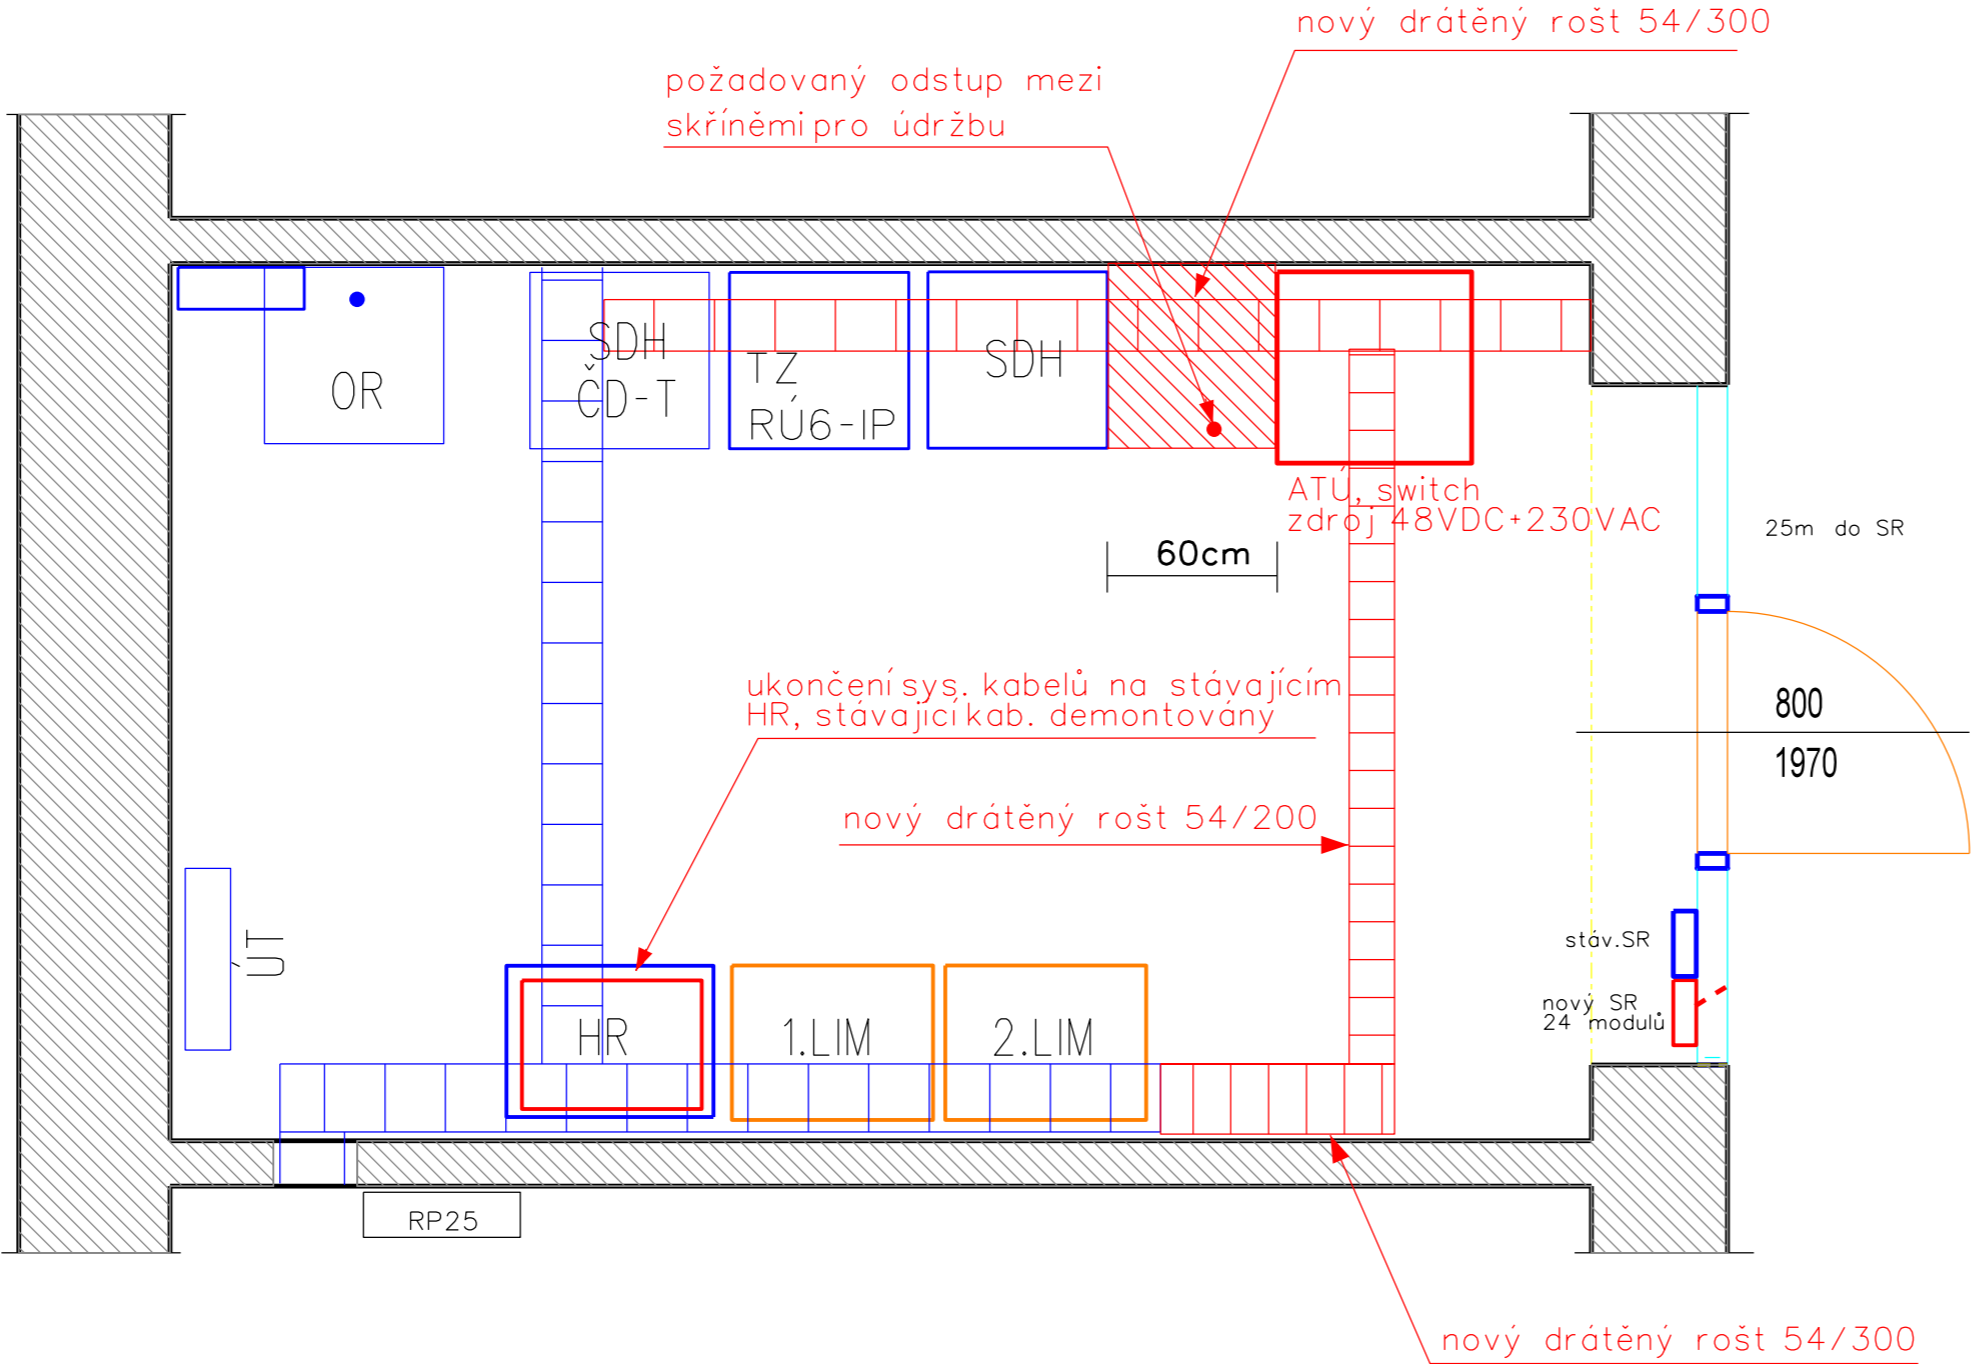 nový drátěný rošt 54/300
požadovaný odstup mezi
skříněmi pro údržbu
OR
SDH
ČD-T
TZ
RÚ6-IP
SDH
ATÚ, switch
zdroj 48VDC+230VAC
25m do SR
60cm
ukončení sys. kabelů na stávajícím
HR, stávající kab. demontovány
800
1970
nový drátěný rošt 54/200
ÚT
stáv.SR
nový SR
24 modulů
HR
1.LIM
2.LIM
RP25
nový drátěný rošt 54/300